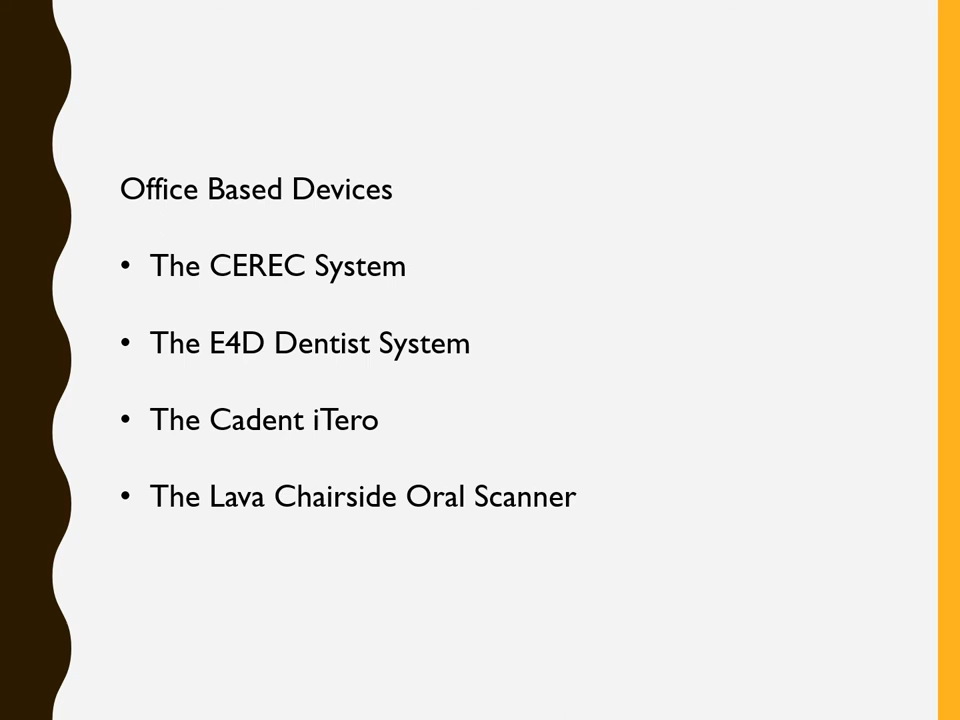 Office Based Devices
• The CEREC System
• The E4D Dentist System
• The Cadent iTero
• The Lava Chairside Oral Scanner